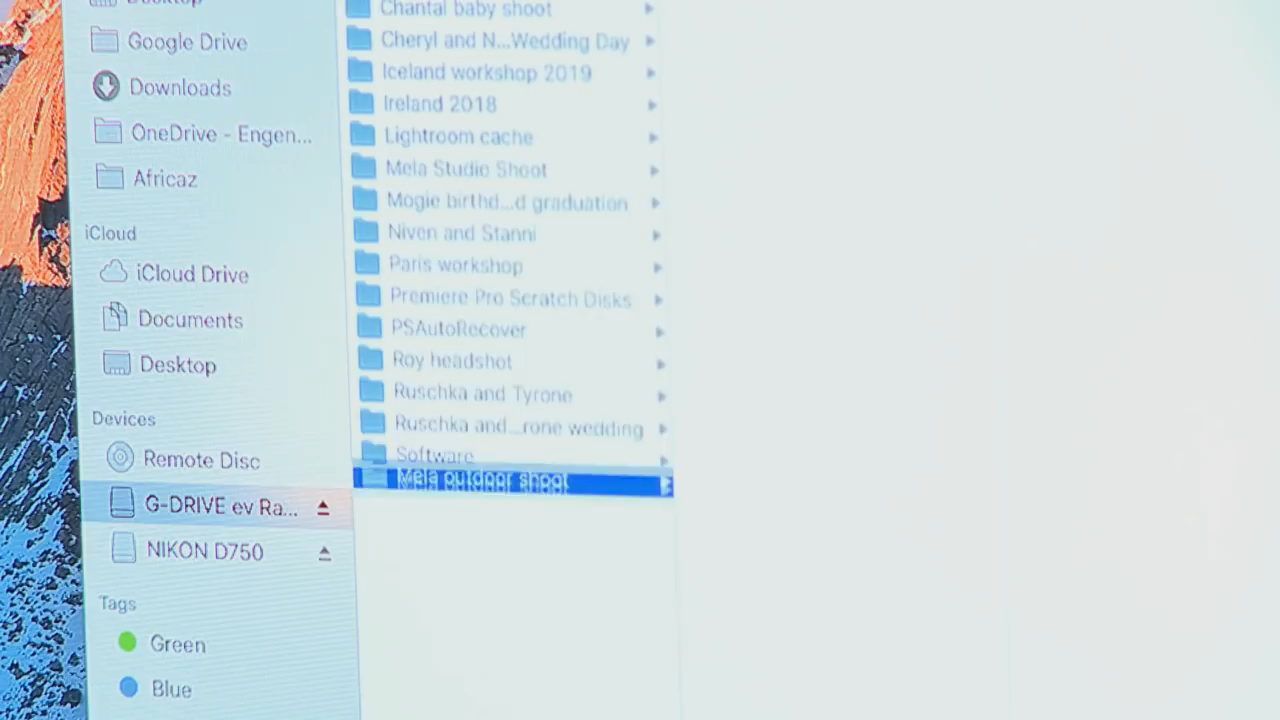 Desktop
Google Drive
Downloads
OneDrive - Engen...
Africaz
iCloud
iCloud Drive
Documents
Desktop
Devices
Remote Disc
G-DRIVE ev Ra...
NIKON D750
Tags
Green
Blue
Chantal baby shoot
Cheryl and N...Wedding Day
Iceland workshop 2019
Ireland 2018
Lightroom cache
Mela Studio Shoot
Mogie birthd...d graduation
Niven and Stanni
Paris workshop
Premiere Pro Scratch Disks
PSAutoRecover
Roy headshot
Ruschka and Tyrone
Ruschka and...rone wedding
Software
Mela outdoor shoot